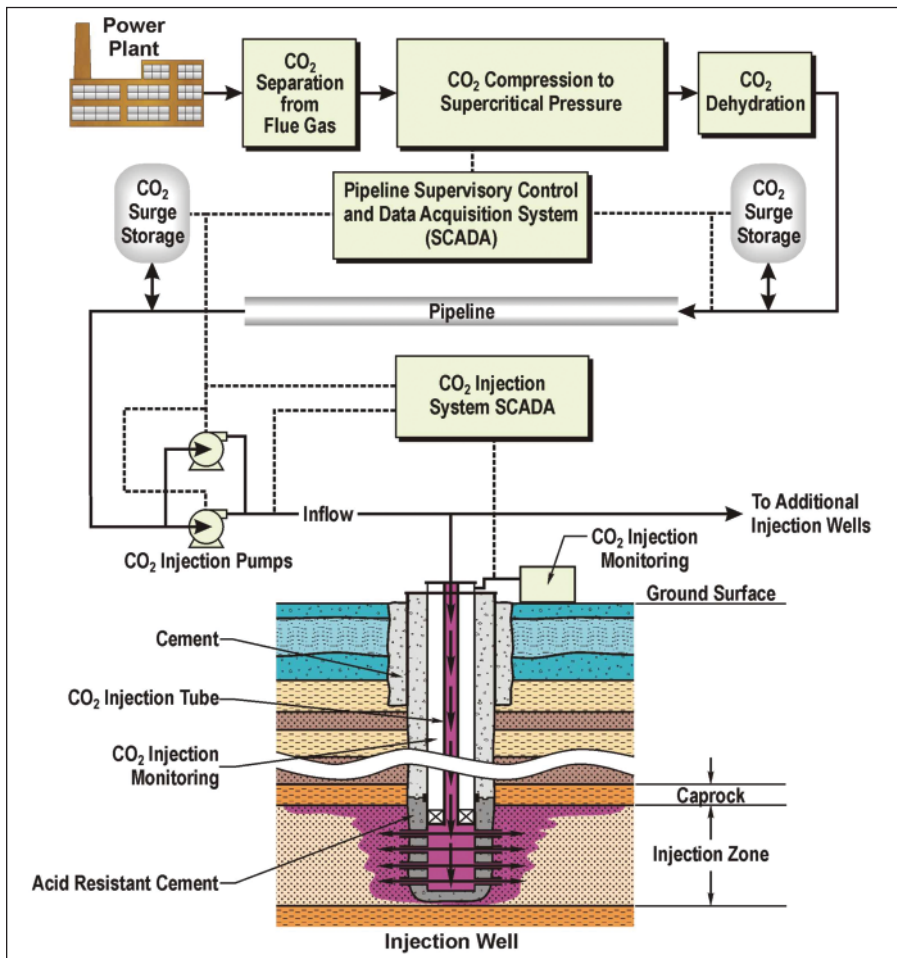 Power
Plant
CO₂
Separation
from
Flue Gas
CO₂ Compression to
Supercritical Pressure
CO₂
Dehydration
CO₂
Surge
Storage
Pipeline Supervisory Control
and Data Acquisition System
(SCADA)
CO₂
Surge
Storage
Pipeline
CO₂ Injection
System SCADA
Inflow
To Additional
Injection Wells
CO₂ Injection Pumps
CO₂ Injection
Monitoring
Ground Surface
Cement
CO₂ Injection Tube
CO₂ Injection
Monitoring
Caprock
Injection Zone
Acid Resistant Cement
Injection Well